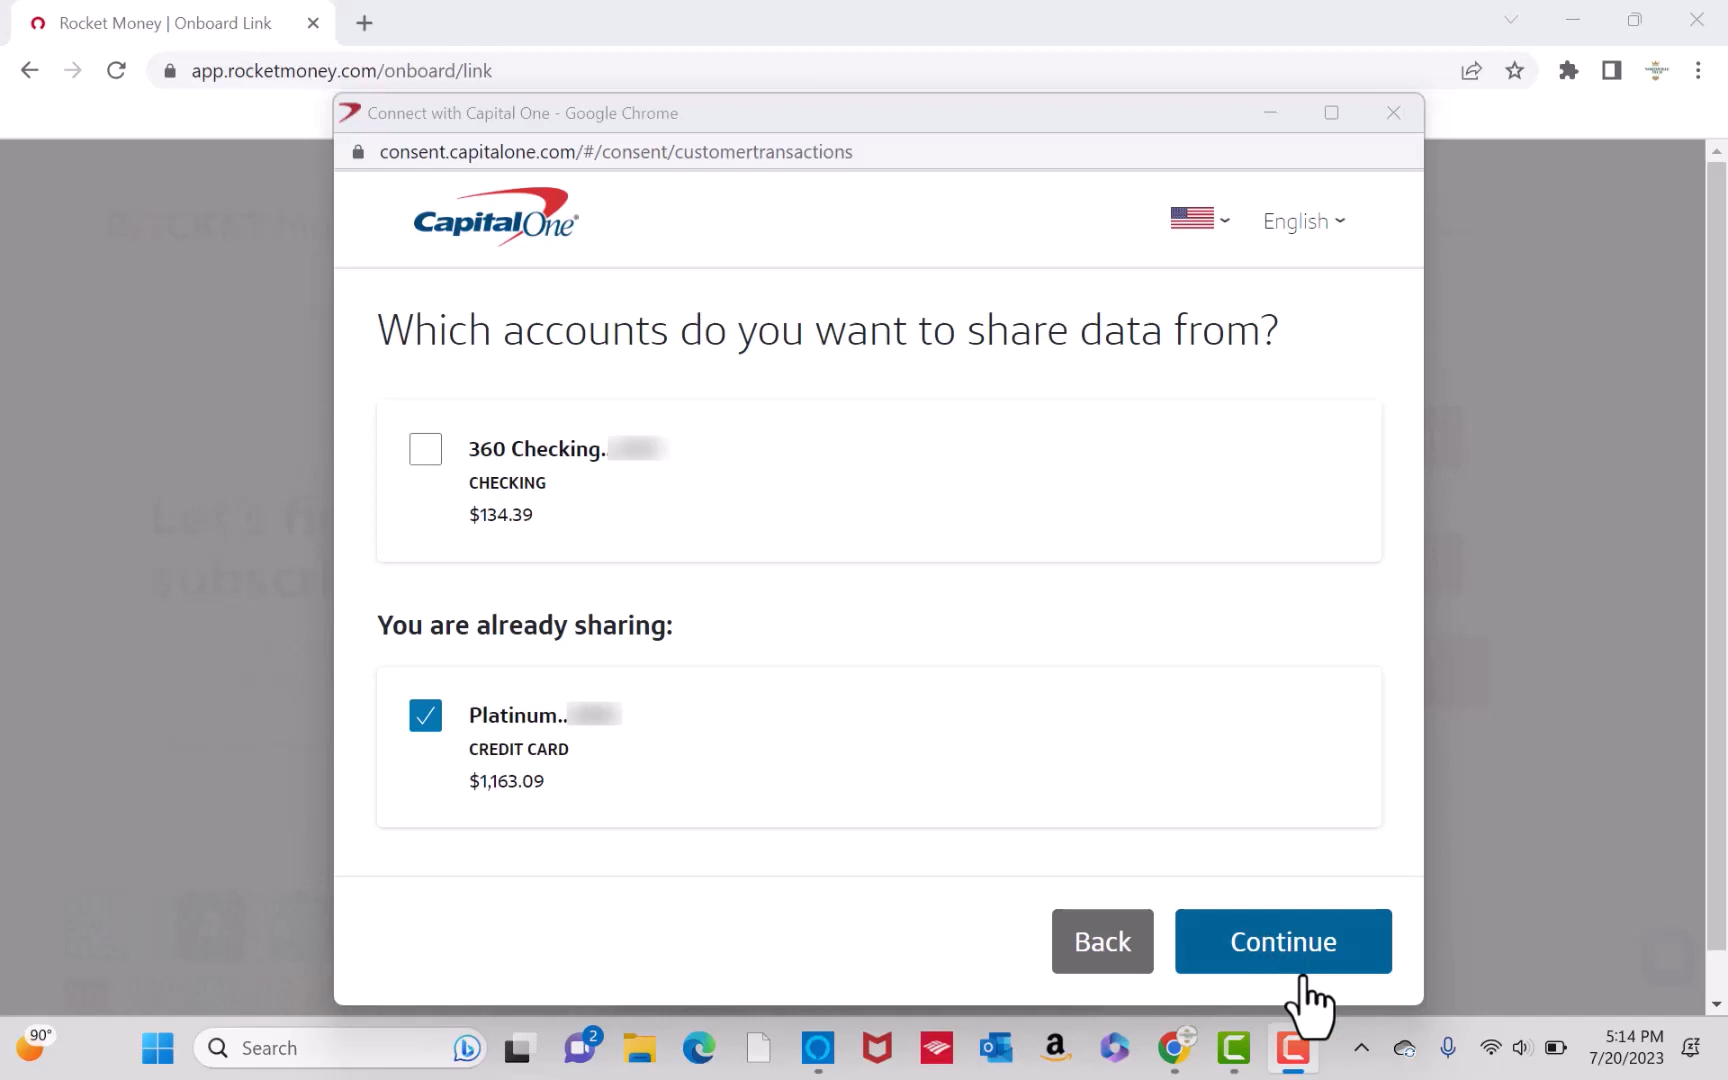 Rocket Money | Onboard Link
app.rocketmoney.com/onboard/link
Connect with Capital One - Google Chrome
consent.capitalone.com/#/consent/customertransactions
Capital One
English
Which accounts do you want to share data from?
360 Checking..
CHECKING
$134.39
You are already sharing:
Platinum..
CREDIT CARD
$1,163.09
Back
Continue
90°
Search
2
5:14 PM
7/20/2023